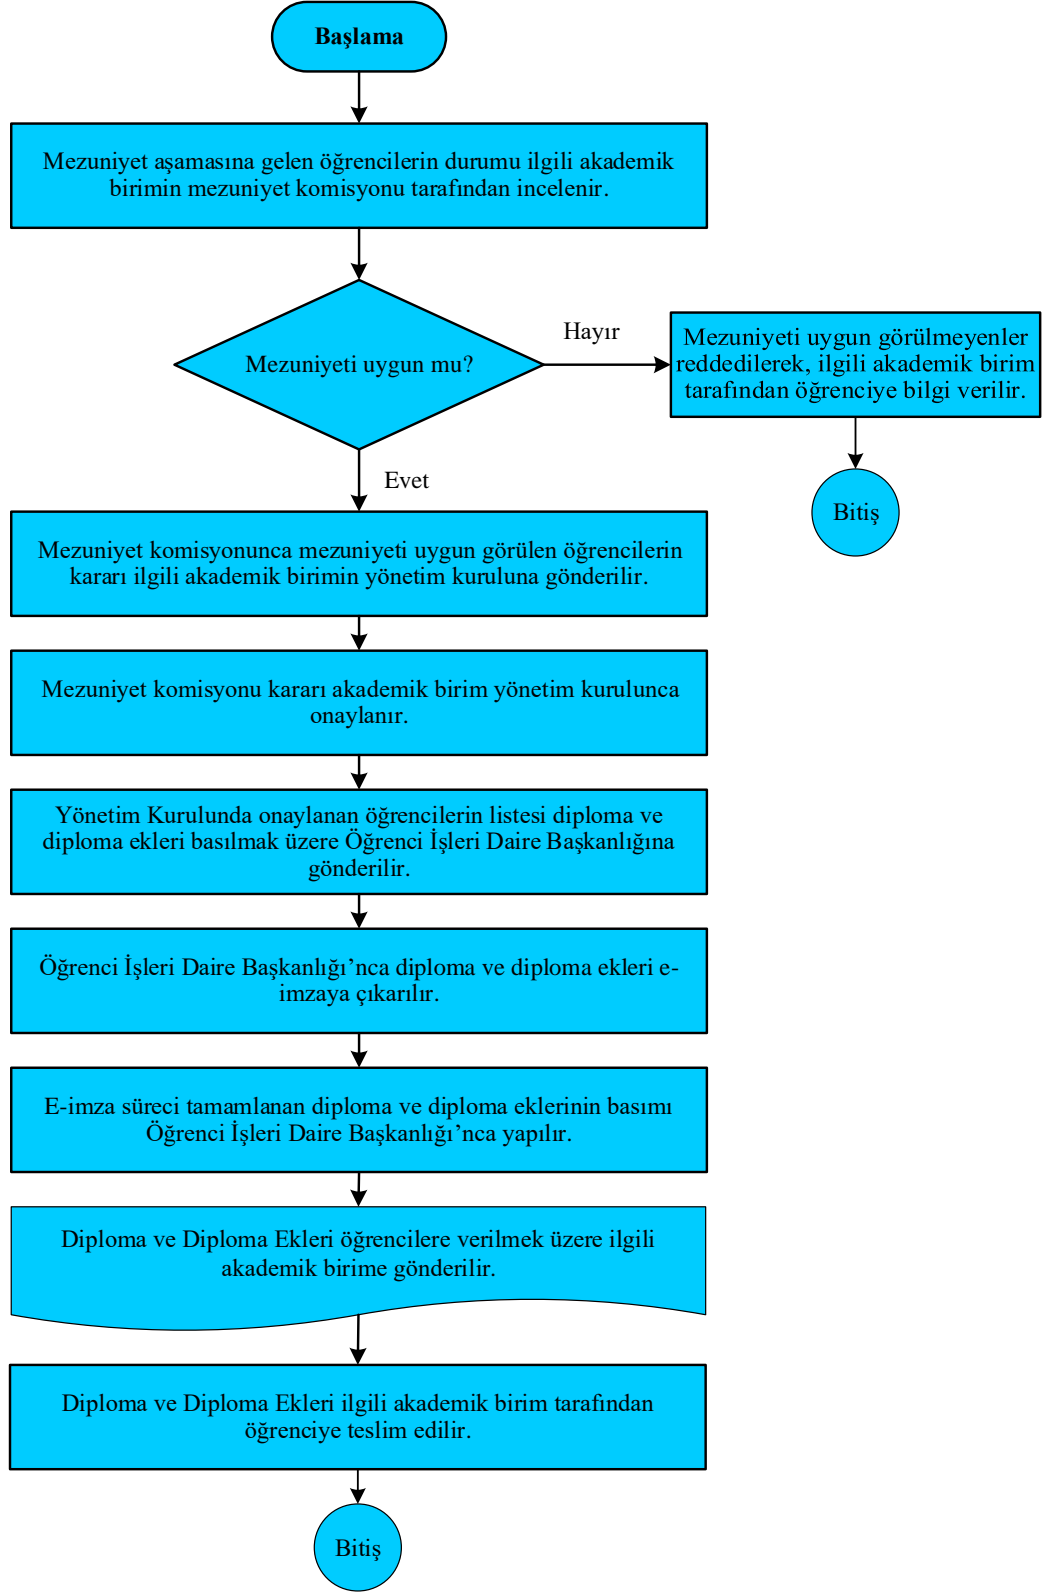 Başlama
Mezuniyet aşamasına gelen öğrencilerin durumu ilgili akademik
birimin mezuniyet komisyonu tarafından incelenir.
Mezuniyeti uygun mu?
Hayır
Mezuniyeti uygun görülmeyenler
reddedilerek, ilgili akademik birim
tarafından öğrenciye bilgi verilir.
Bitiş
Evet
Mezuniyet komisyonunca mezuniyeti uygun görülen öğrencilerin
kararı ilgili akademik birimin yönetim kuruluna gönderilir.
Mezuniyet komisyonu kararı akademik birim yönetim kurulunca
onaylanır.
Yönetim Kurulunda onaylanan öğrencilerin listesi diploma ve
diploma ekleri basılmak üzere Öğrenci İşleri Daire Başkanlığına
gönderilir.
Öğrenci İşleri Daire Başkanlığı’nca diploma ve diploma ekleri e-
imzaya çıkarılır.
E-imza süreci tamamlanan diploma ve diploma eklerinin basımı
Öğrenci İşleri Daire Başkanlığı’nca yapılır.
Diploma ve Diploma Ekleri öğrencilere verilmek üzere ilgili
akademik birime gönderilir.
Diploma ve Diploma Ekleri ilgili akademik birim tarafından
öğrenciye teslim edilir.
Bitiş